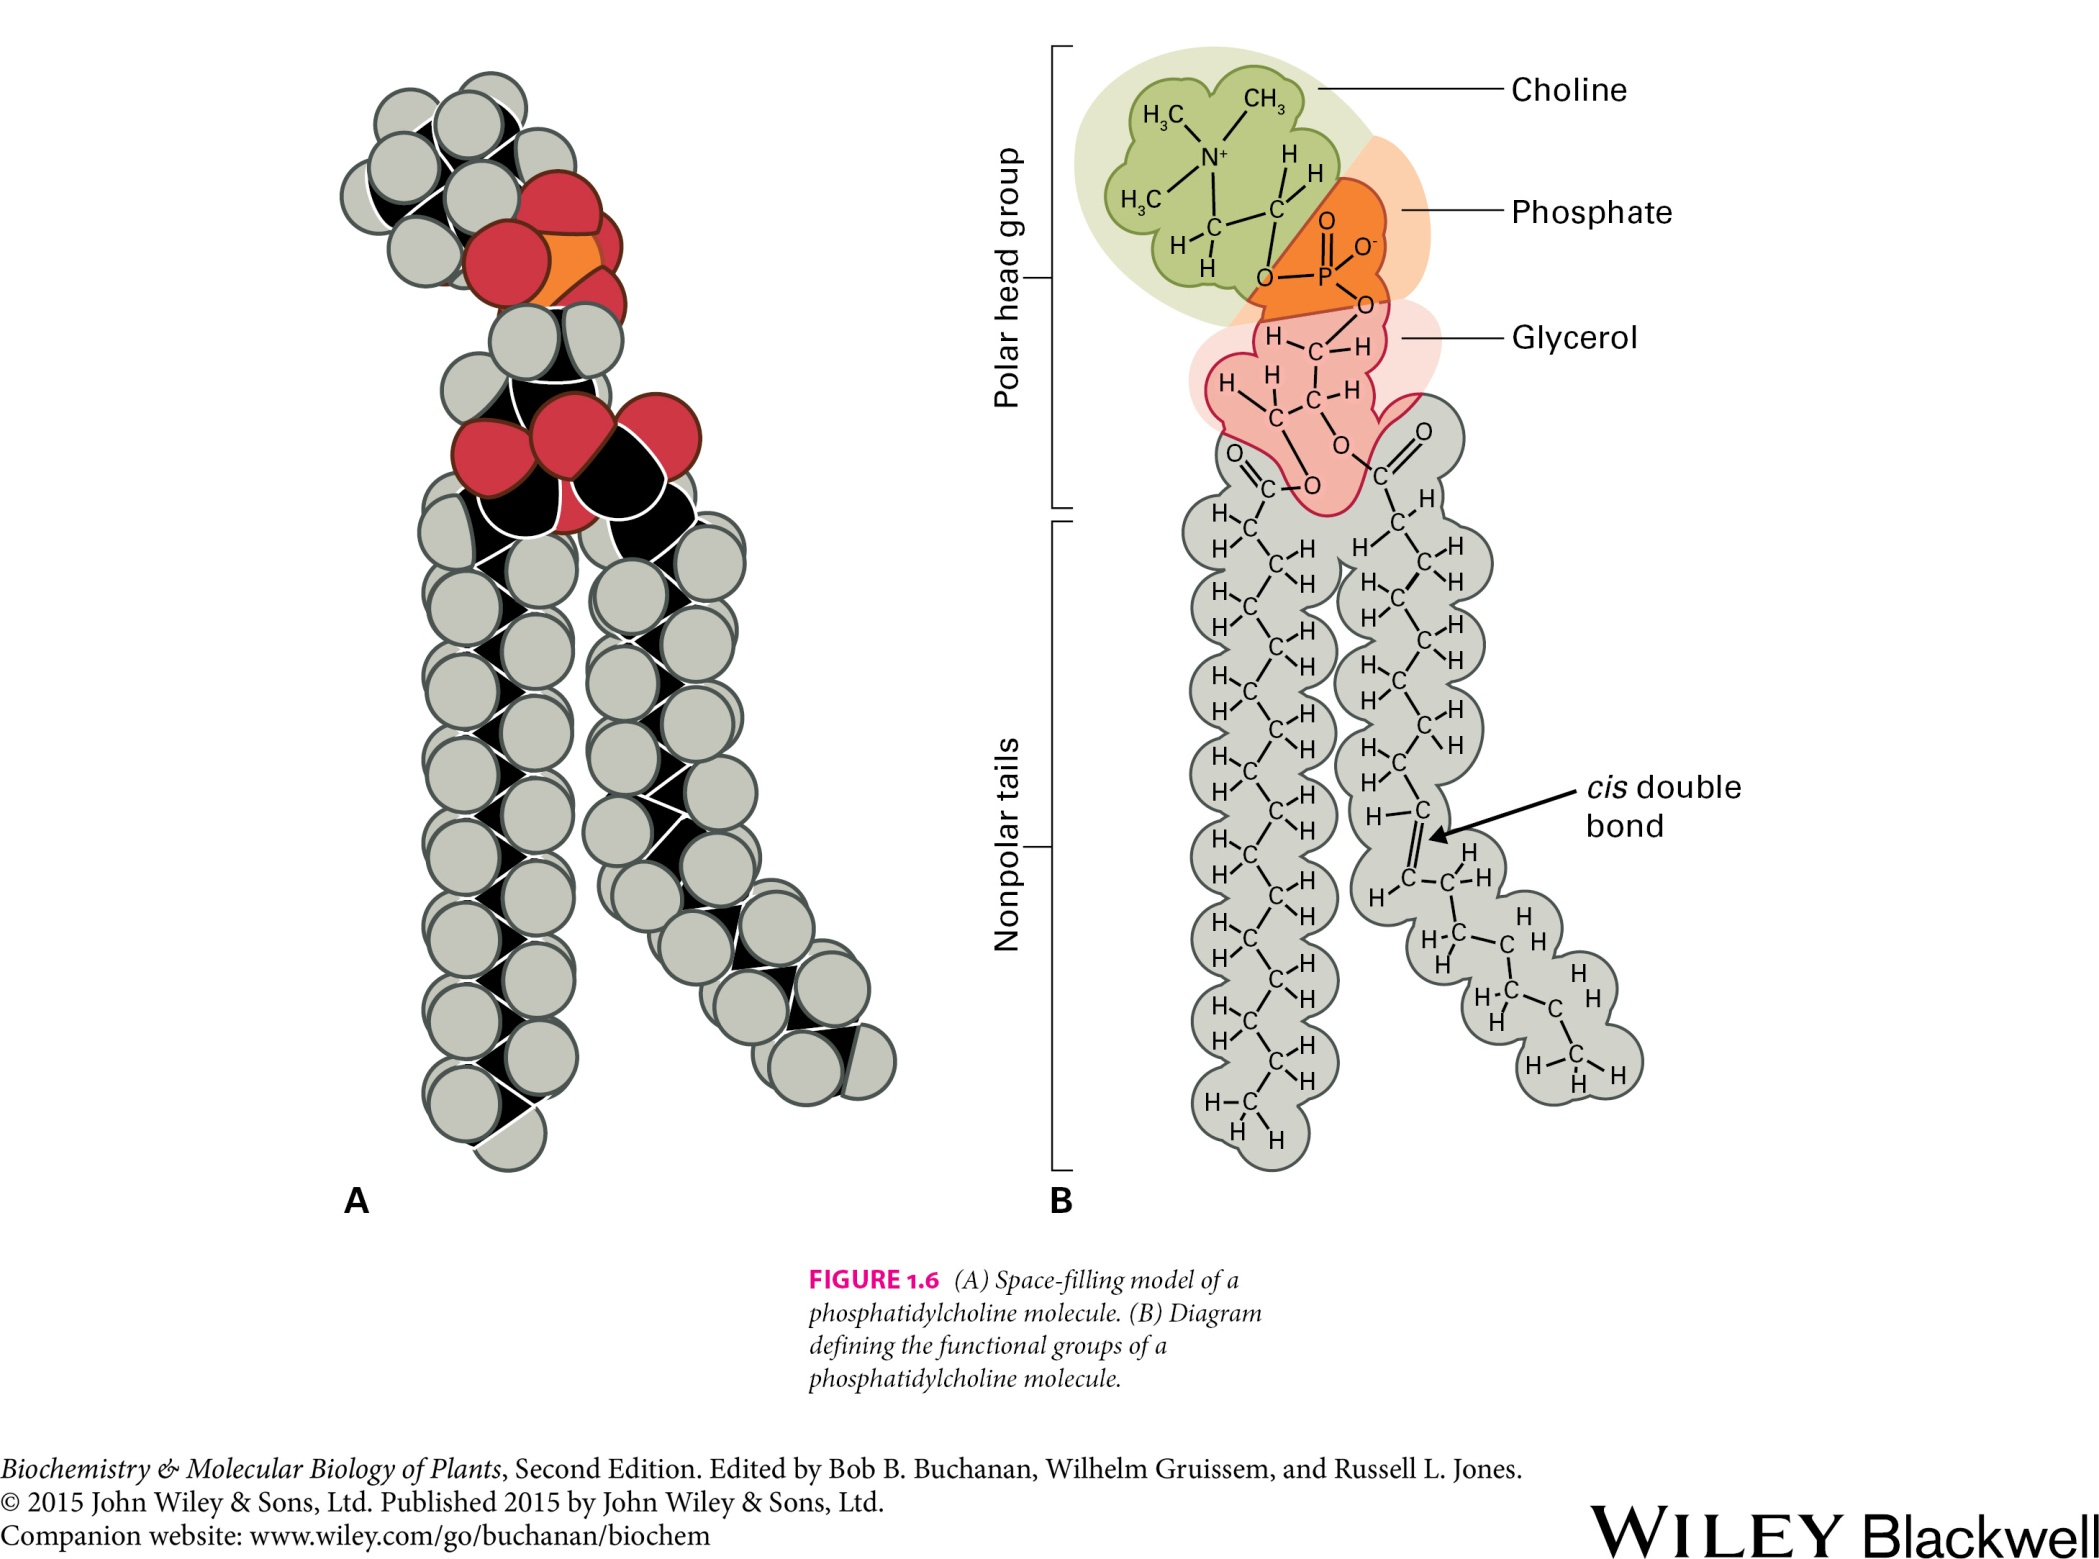 Choline
Phosphate
Glycerol
Polar head group
Nonpolar tails
cis double
bond
H₃C
CH₃
N⁺
H₃C
H
H
C
C
H
H
O
P
O
O⁻
O
H
C
H
H
H
C
H
C
O
O
O
C
O
C
H
C
H
H
C
H
H
C
H
H
C
H
H
C
H
H
C
H
H
C
H
H
C
H
H
C
H
H
C
H
H
C
H
H
C
H
H
C
H
H
C
H
H
C
H
H
H
C
H
H
C
H
H
C
H
H
C
H
H
C
H
H
C
H
H
C
H
H
C
H
C
H
C
H
H
H
C
H
C
H
H
H
C
H
C
H
H
H
C
H
H
A
B
FIGURE 1.6 (A) Space-filling model of a
phosphatidylcholine molecule. (B) Diagram
defining the functional groups of a
phosphatidylcholine molecule.
Biochemistry & Molecular Biology of Plants, Second Edition. Edited by Bob B. Buchanan, Wilhelm Gruissem, and Russell L. Jones.
© 2015 John Wiley & Sons, Ltd. Published 2015 by John Wiley & Sons, Ltd.
Companion website: www.wiley.com/go/buchanan/biochem
WILEY Blackwell